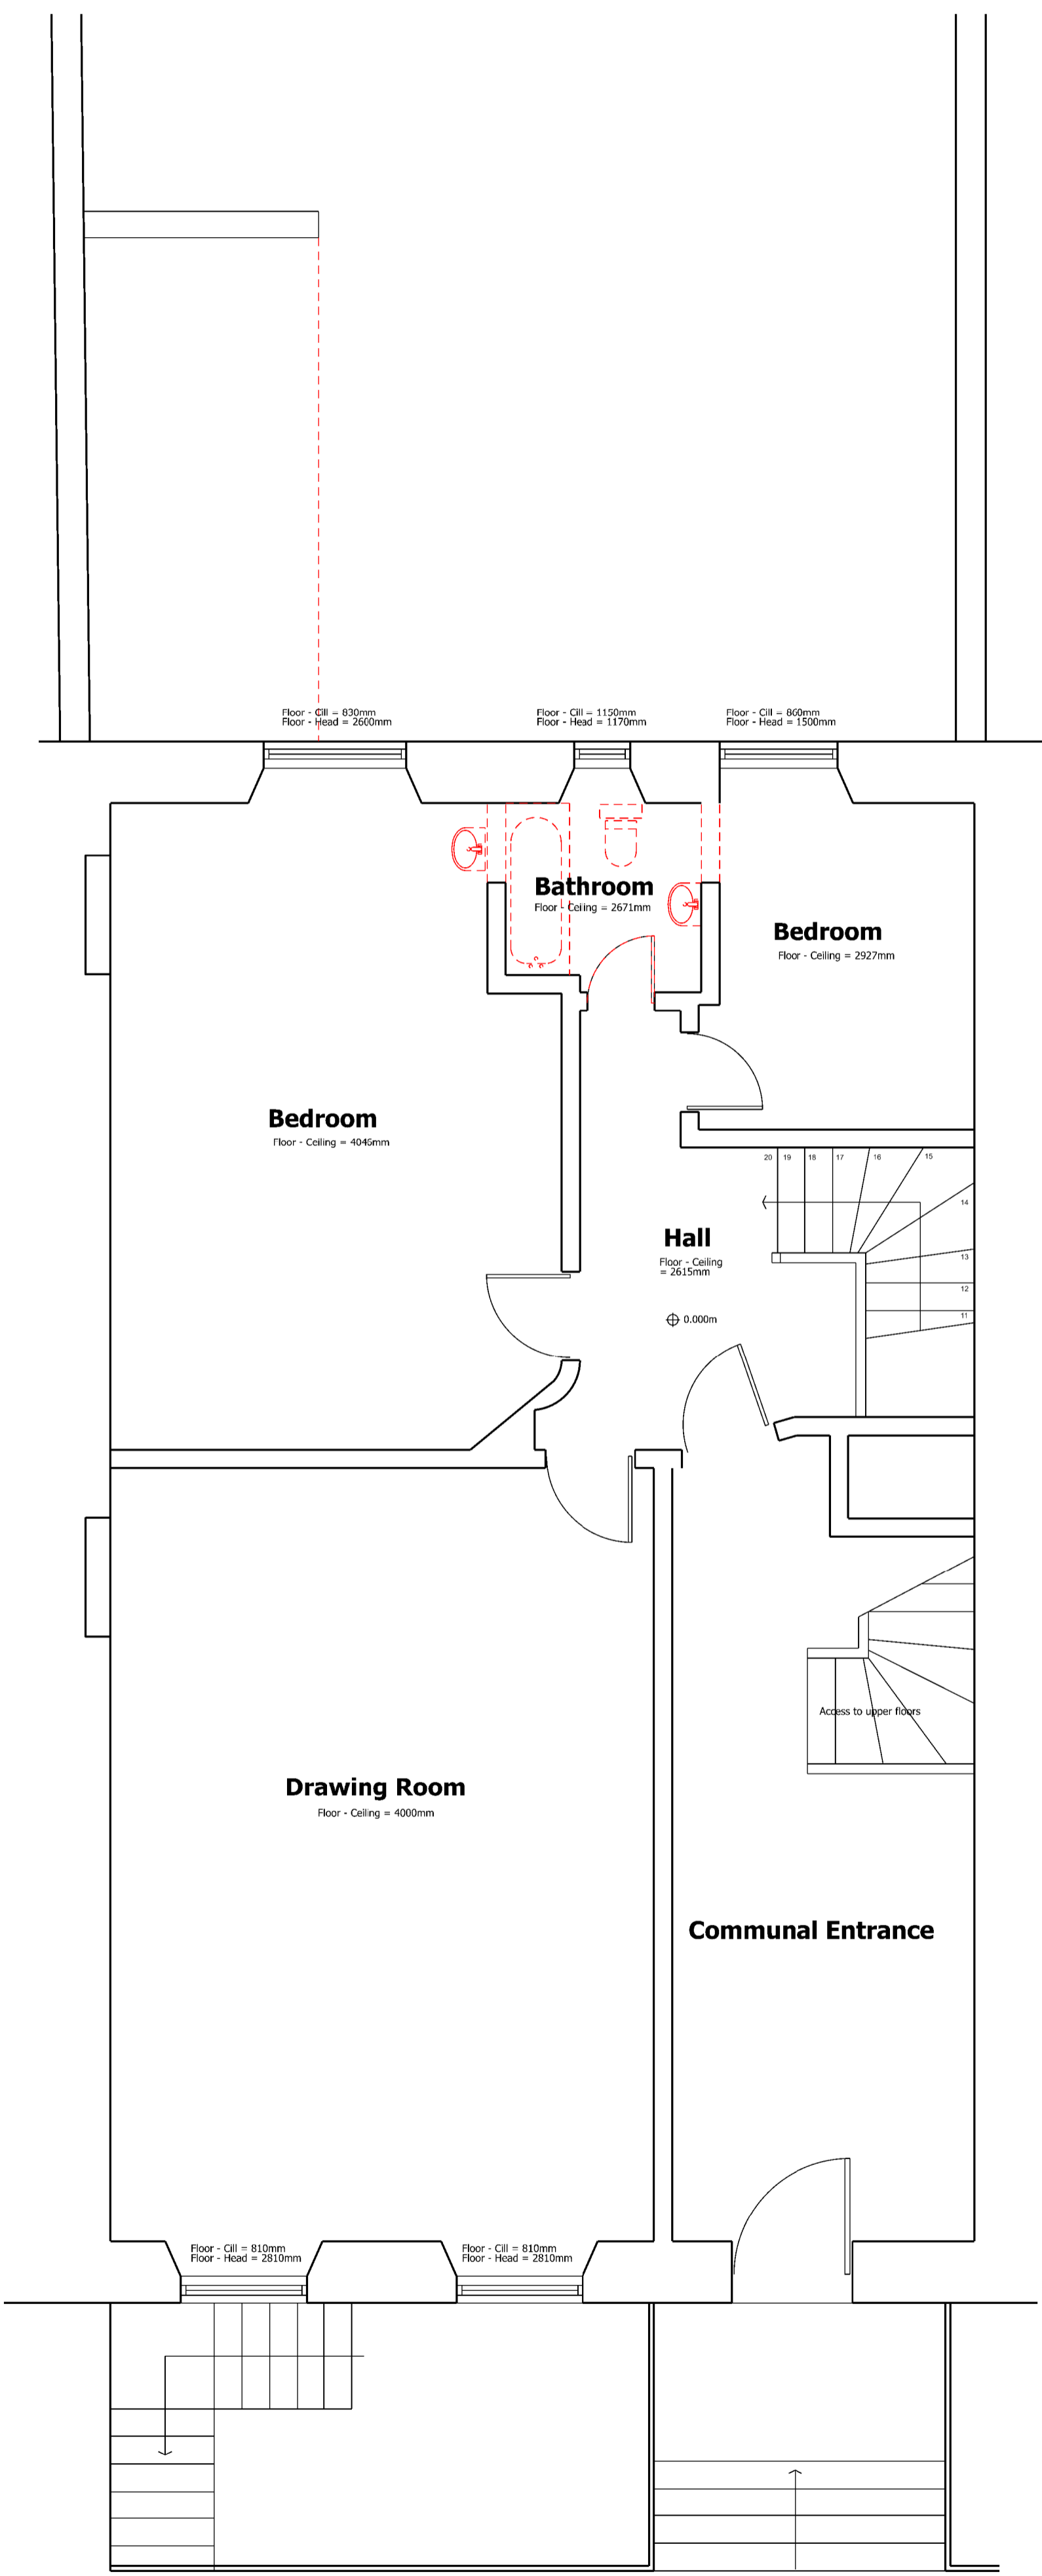 Floor - Cill = 830mm
Floor - Head = 2600mm
Floor - Cill = 1150mm
Floor - Head = 1170mm
Floor - Cill = 860mm
Floor - Head = 1500mm
Bathroom
Floor - Ceiling = 2671mm
Bedroom
Floor - Ceiling = 2927mm
Bedroom
Floor - Ceiling = 4046mm
20 19 18 17 16 15
14
13
12
11
Hall
Floor - Ceiling
= 2615mm
0.000m
Access to upper floors
Drawing Room
Floor - Ceiling = 4000mm
Communal Entrance
Floor - Cill = 810mm
Floor - Head = 2810mm
Floor - Cill = 810mm
Floor - Head = 2810mm